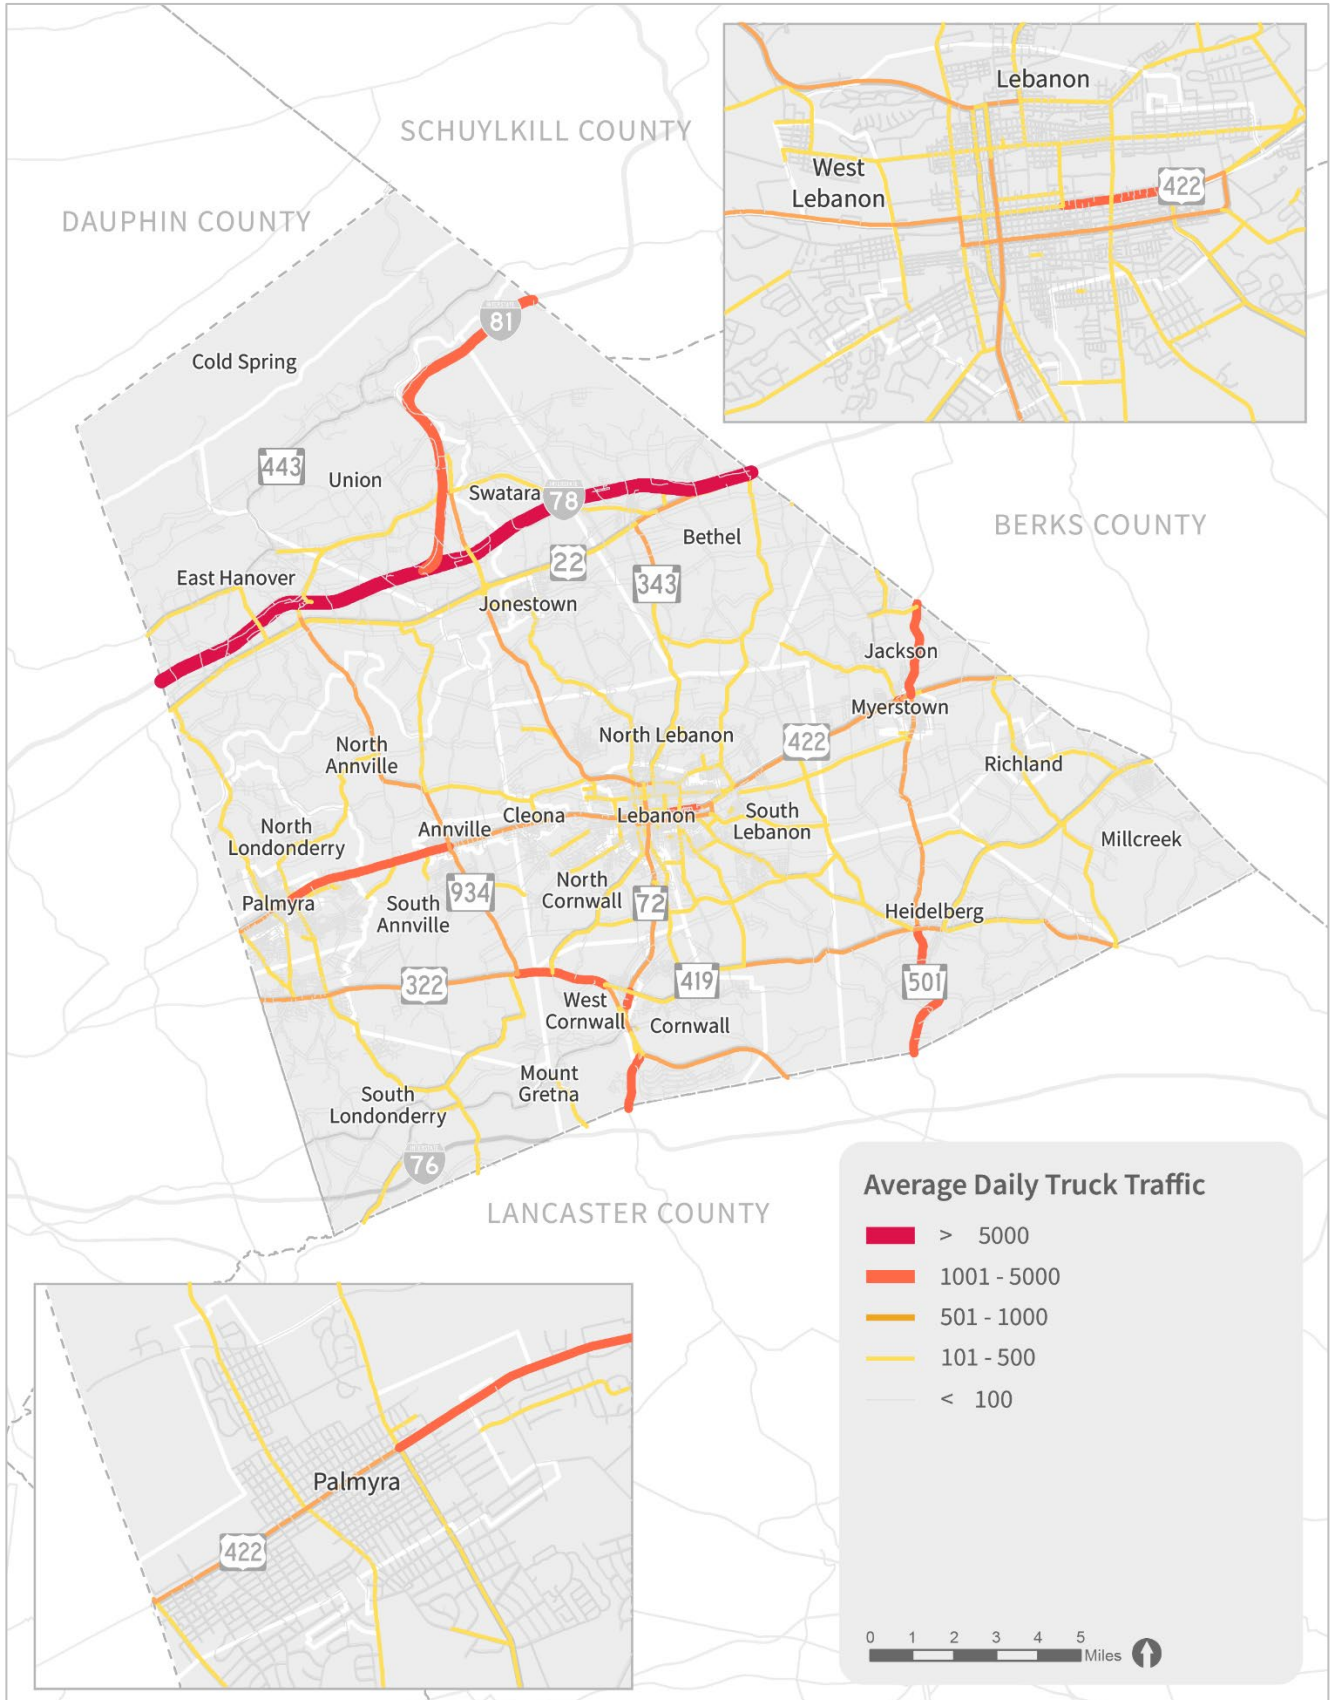 Lebanon
SCHUYLKILL COUNTY
West
Lebanon
422
DAUPHIN COUNTY
81
Cold Spring
443
Union
Swatara
78
BERKS COUNTY
Bethel
22
East Hanover
343
Jonestown
Jackson
Myerstown
North Lebanon
422
North
Annville
Richland
Cleona
Lebanon
South
Lebanon
North
Londonderry
Annville
Millcreek
934
North
Cornwall
72
Palmyra
South
Annville
Heidelberg
322
419
501
West
Cornwall
Cornwall
Mount
Gretna
South
Londonderry
76
LANCASTER COUNTY
Average Daily Truck Traffic
> 5000
1001 - 5000
501 - 1000
101 - 500
< 100
Palmyra
422
0 1 2 3 4 5
Miles